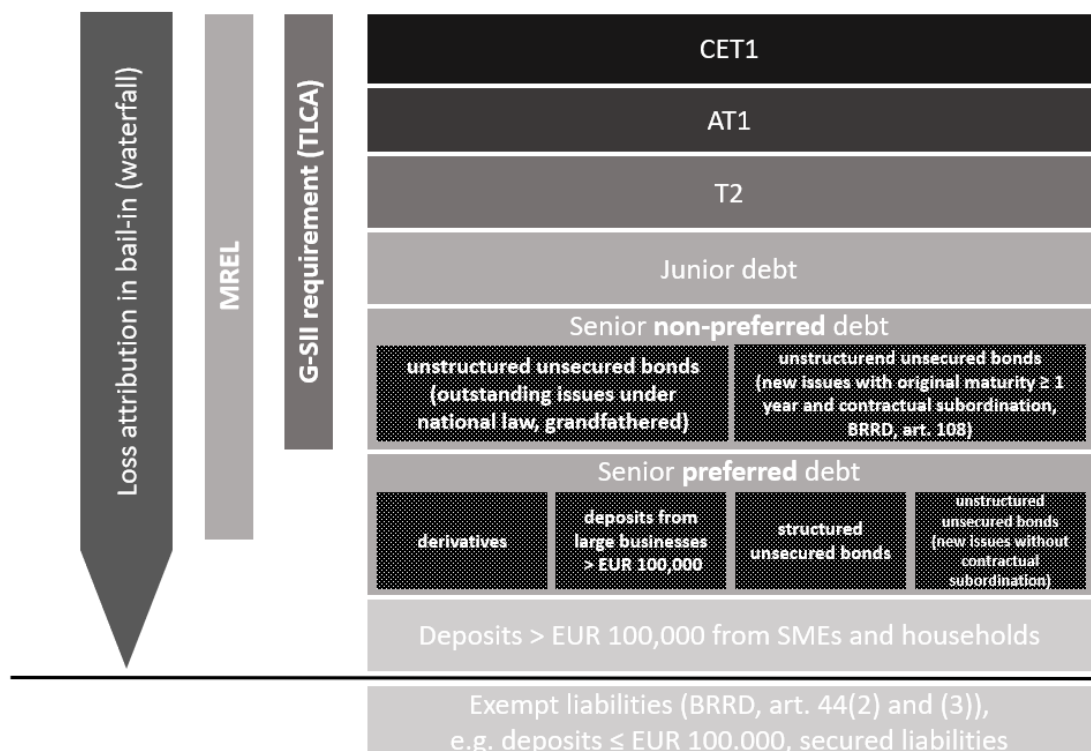 Loss attribution in bail-in (waterfall)
MREL
G-SII requirement (TLCA)
CET1
AT1
T2
Junior debt
Senior non-preferred debt
unstructured unsecured bonds
(outstanding issues under
national law, grandfathered)
unstructurend unsecured bonds
(new issues with original maturity ≥ 1
year and contractual subordination,
BRRD, art. 108)
Senior preferred debt
derivatives
deposits from
large businesses
> EUR 100,000
structured
unsecured bonds
unstructured
unsecured bonds
(new issues without
contractual
subordination)
Deposits > EUR 100,000 from SMEs and households
Exempt liabilities (BRRD, art. 44(2) and (3)),
e.g. deposits ≤ EUR 100.000, secured liabilities